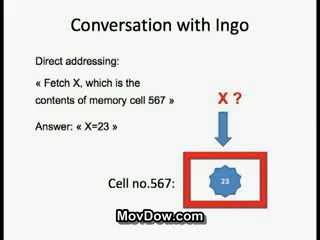 Conversation with Ingo
Direct addressing:
« Fetch X, which is the
contents of memory cell 567 »
X ?
Answer: « X=23 »
Cell no.567:
23
MovDow.com